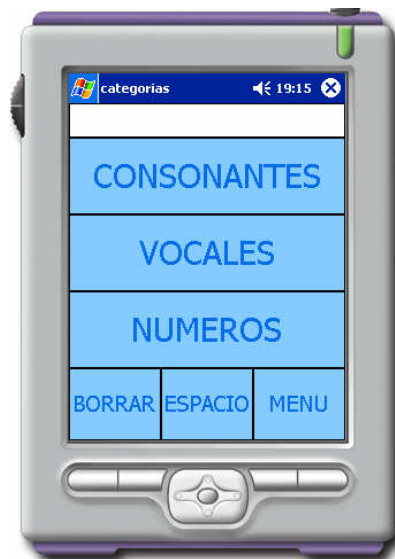 categorias 19:15
CONSONANTES
VOCALES
NUMEROS
BORRAR ESPACIO MENU